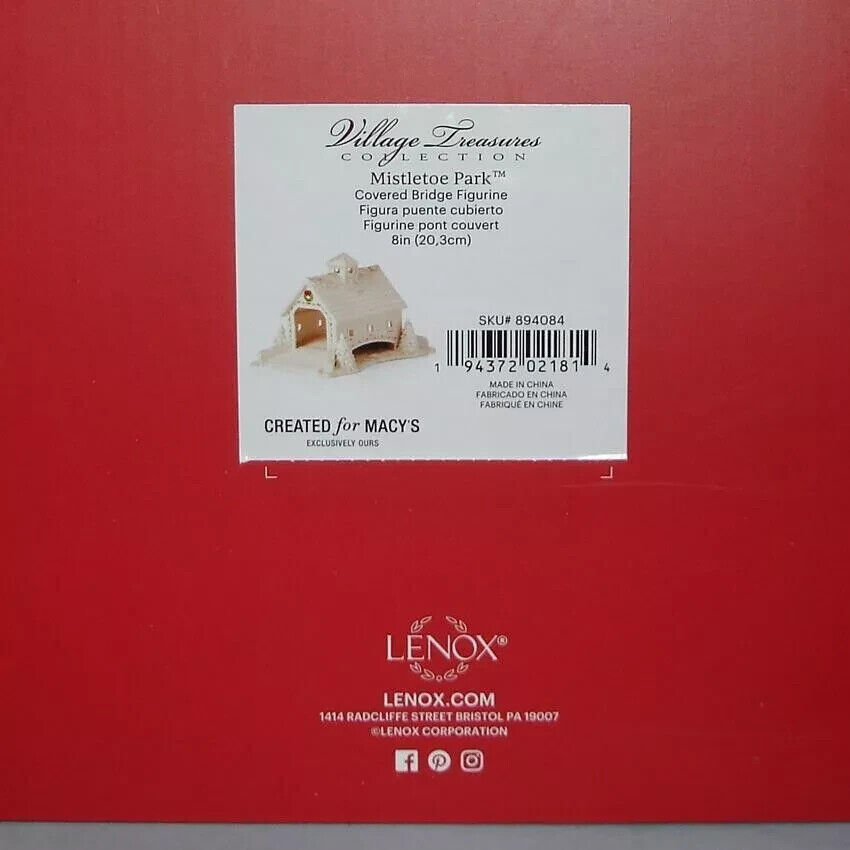 Village Treasures
COLLECTION
Mistletoe Park™
Covered Bridge Figurine
Figura puente cubierto
Figurine pont couvert
8in (20,3cm)
SKU# 894084
1 94372 02181 4
MADE IN CHINA
FABRICADO EN CHINA
FABRIQUÉ EN CHINE
CREATED for MACY'S
EXCLUSIVELY OURS
LENOX®
LENOX.COM
1414 RADCLIFFE STREET BRISTOL PA 19007
©LENOX CORPORATION